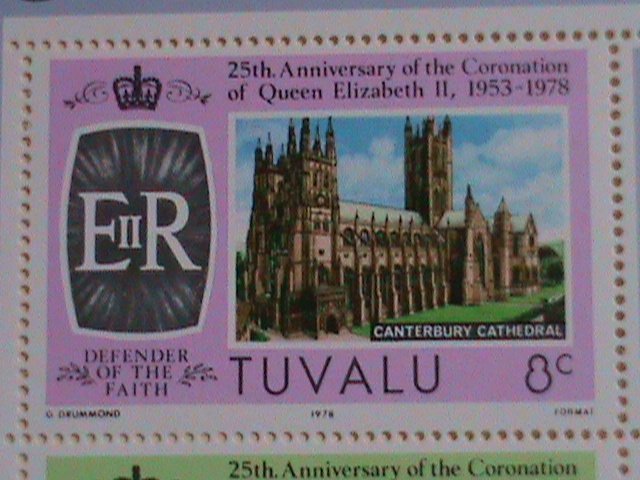 25th. Anniversary of the Coronation
of Queen Elizabeth II, 1953-1978
EIIR
CANTERBURY CATHEDRAL
DEFENDER
OF THE
FAITH
TUVALU 8c
G. DRUMMOND 1978 FORMAT
25th. Anniversary of the Coronation